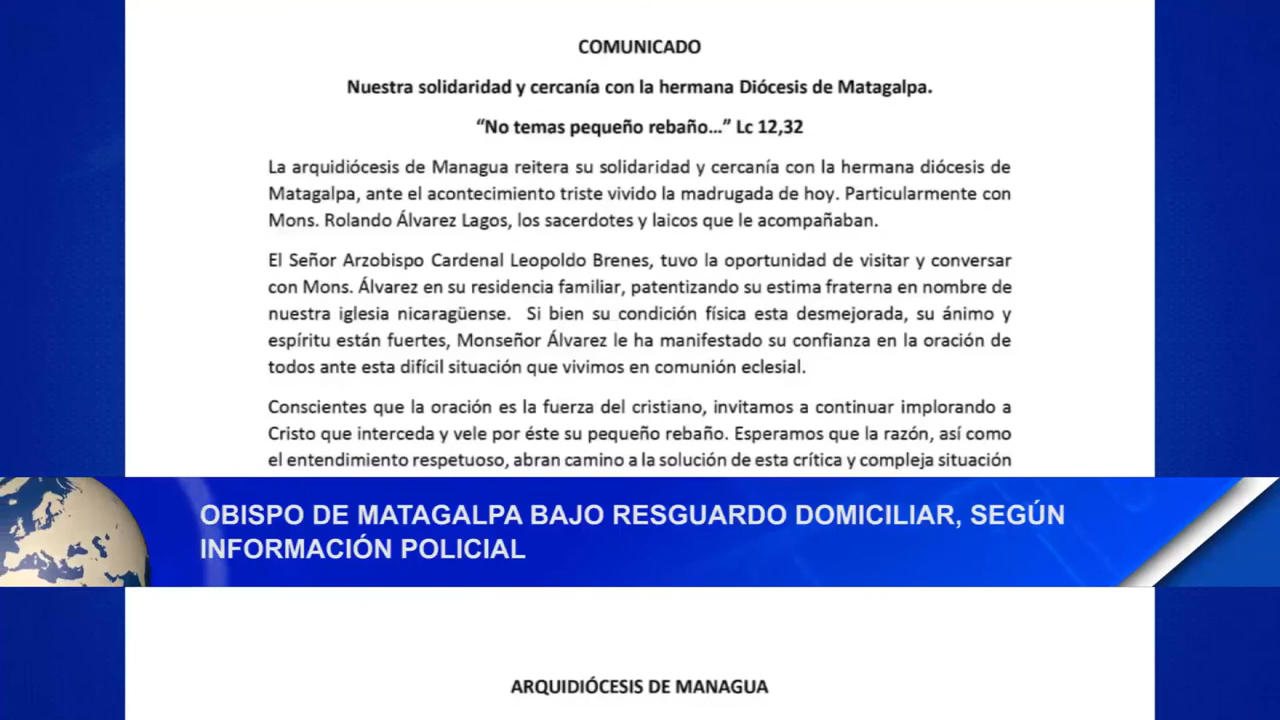 COMUNICADO
Nuestra solidaridad y cercanía con la hermana Diócesis de Matagalpa.
“No temas pequeño rebaño…” Lc 12,32
La arquidiócesis de Managua reitera su solidaridad y cercanía con la hermana diócesis de
Matagalpa, ante el acontecimiento triste vivido la madrugada de hoy. Particularmente con
Mons. Rolando Álvarez Lagos, los sacerdotes y laicos que le acompañaban.
El Señor Arzobispo Cardenal Leopoldo Brenes, tuvo la oportunidad de visitar y conversar
con Mons. Álvarez en su residencia familiar, patentizando su estima fraterna en nombre de
nuestra iglesia nicaragüense. Si bien su condición física esta desmejorada, su ánimo y
espíritu están fuertes, Monseñor Álvarez le ha manifestado su confianza en la oración de
todos ante esta difícil situación que vivimos en comunión eclesial.
Conscientes que la oración es la fuerza del cristiano, invitamos a continuar implorando a
Cristo que interceda y vele por éste su pequeño rebaño. Esperamos que la razón, así como
el entendimiento respetuoso, abran camino a la solución de esta crítica y compleja situación
OBISPO DE MATAGALPA BAJO RESGUARDO DOMICILIAR, SEGÚN
INFORMACIÓN POLICIAL
ARQUIDIÓCESIS DE MANAGUA